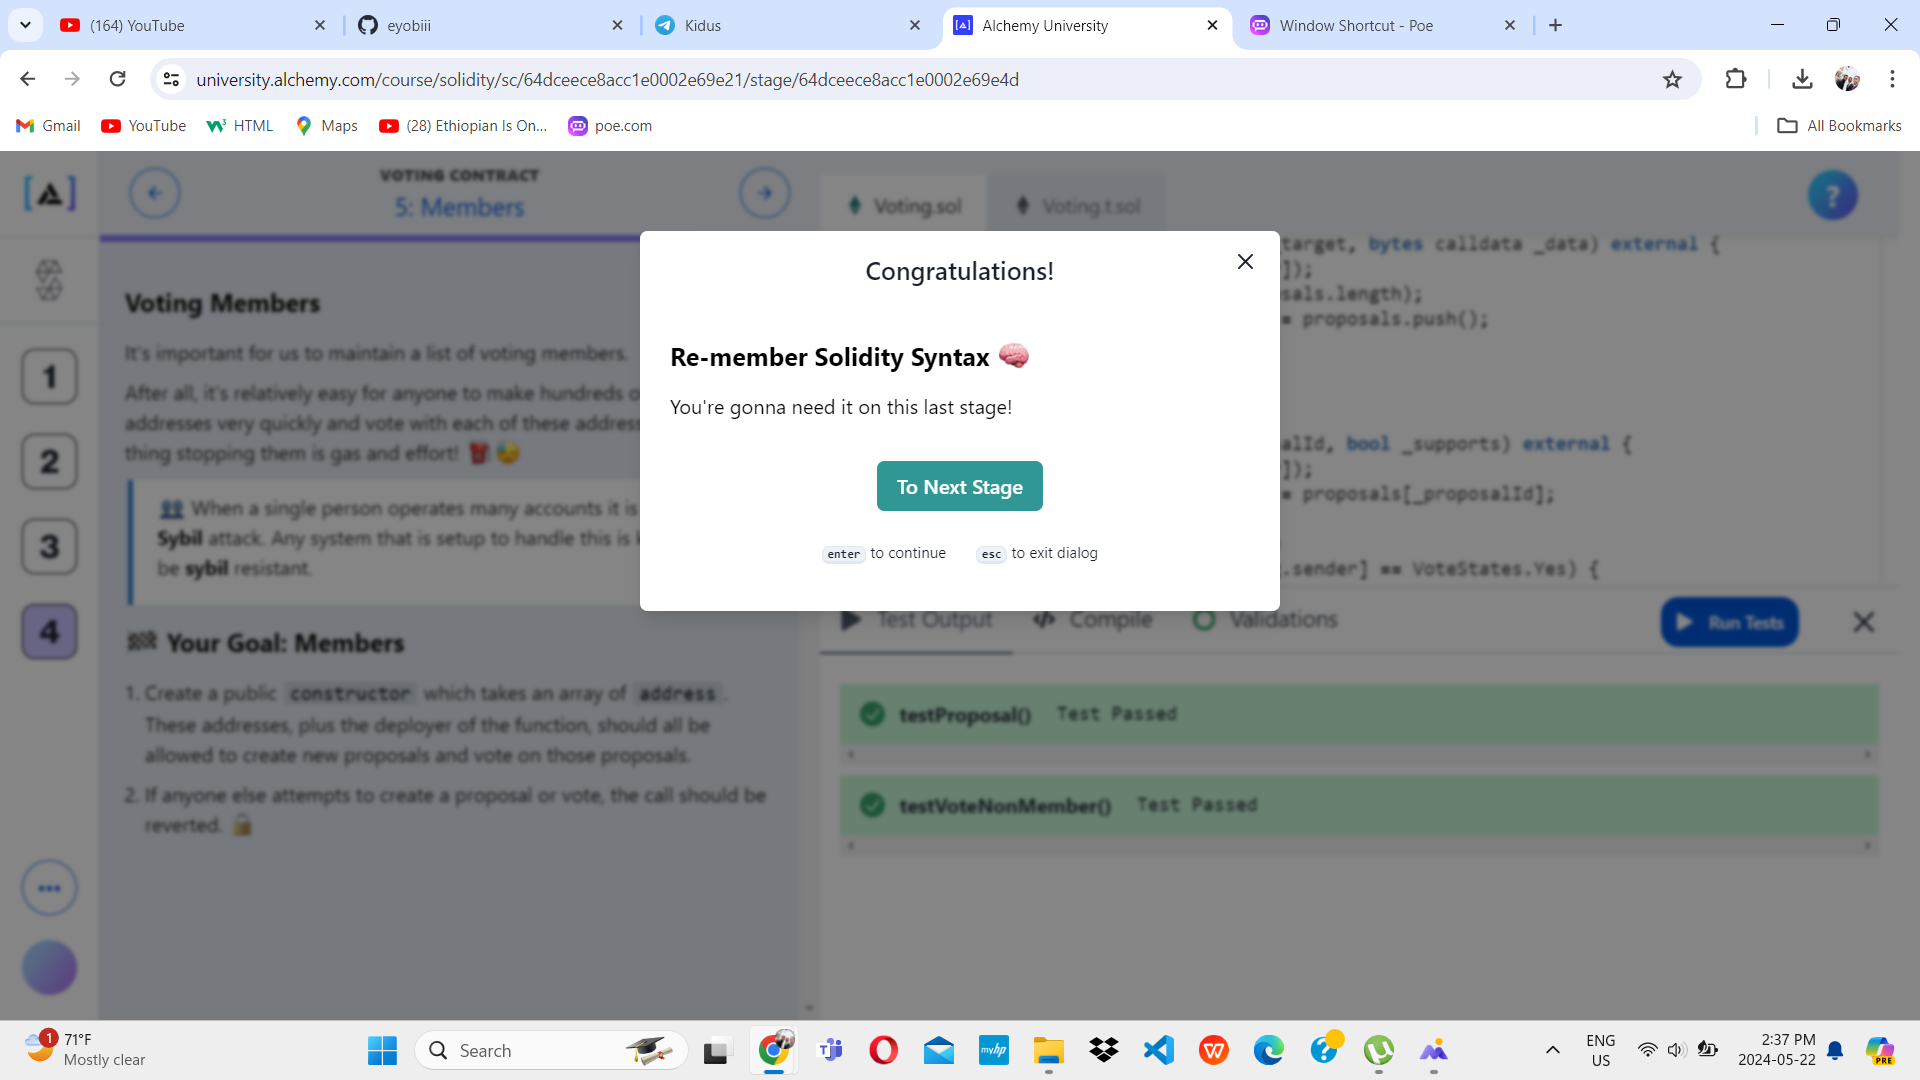 (164) YouTube
eyobiii
Kidus
Alchemy University
Window Shortcut - Poe
university.alchemy.com/course/solidity/sc/64dceece8acc1e0002e69e21/stage/64dceece8acc1e0002e69e4d
Gmail
YouTube
HTML
Maps
(28) Ethiopian Is On...
poe.com
All Bookmarks
VOTING CONTRACT
5: Members
Voting.sol
Voting.t.sol
?
target, bytes calldata _data) external {
]);
sals.length);
= proposals.push();
alId, bool _supports) external {
]);
= proposals[_proposalId];
.sender] == VoteStates.Yes) {
1
2
3
4
Voting Members
It's important for us to maintain a list of voting members.
After all, it's relatively easy for anyone to make hundreds o
addresses very quickly and vote with each of these address
thing stopping them is gas and effort!
When a single person operates many accounts it is
Sybil attack. Any system that is setup to handle this is k
be sybil resistant.
Your Goal: Members
1. Create a public constructor which takes an array of address.
These addresses, plus the deployer of the function, should all be
allowed to create new proposals and vote on those proposals.
2. If anyone else attempts to create a proposal or vote, the call should be
reverted.
Congratulations!
Re-member Solidity Syntax
You're gonna need it on this last stage!
To Next Stage
enter to continue
esc to exit dialog
Test Output
Compile
Validations
Run Tests
testProposal() Test Passed
testVoteNonMember() Test Passed
1
71°F
Mostly clear
Search
myhp
ENG
US
2:37 PM
2024-05-22
PRE